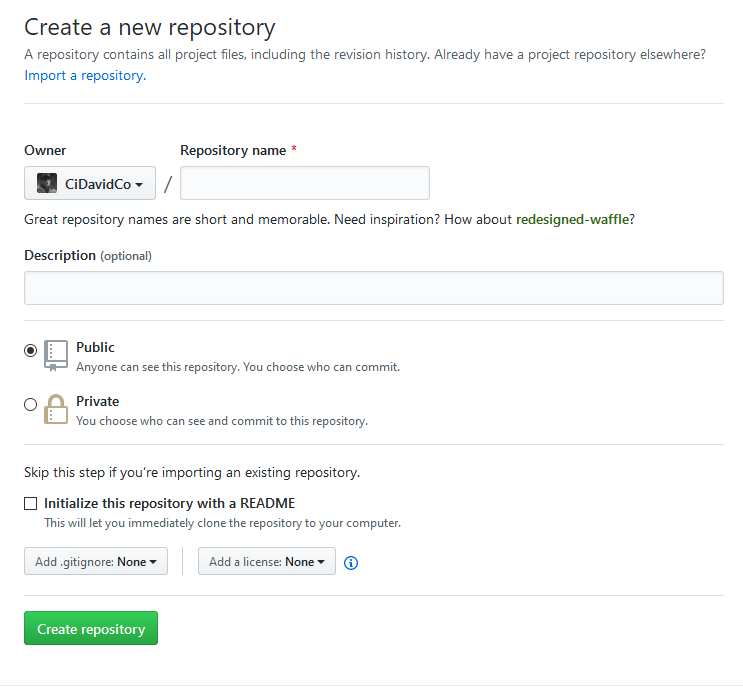 Create a new repository
A repository contains all project files, including the revision history. Already have a project repository elsewhere?
Import a repository.
Owner
Repository name *
CiDavidCo
/
Great repository names are short and memorable. Need inspiration? How about redesigned-waffle?
Description (optional)
Public
Anyone can see this repository. You choose who can commit.
Private
You choose who can see and commit to this repository.
Skip this step if you’re importing an existing repository.
Initialize this repository with a README
This will let you immediately clone the repository to your computer.
Add .gitignore: None
Add a license: None
Create repository